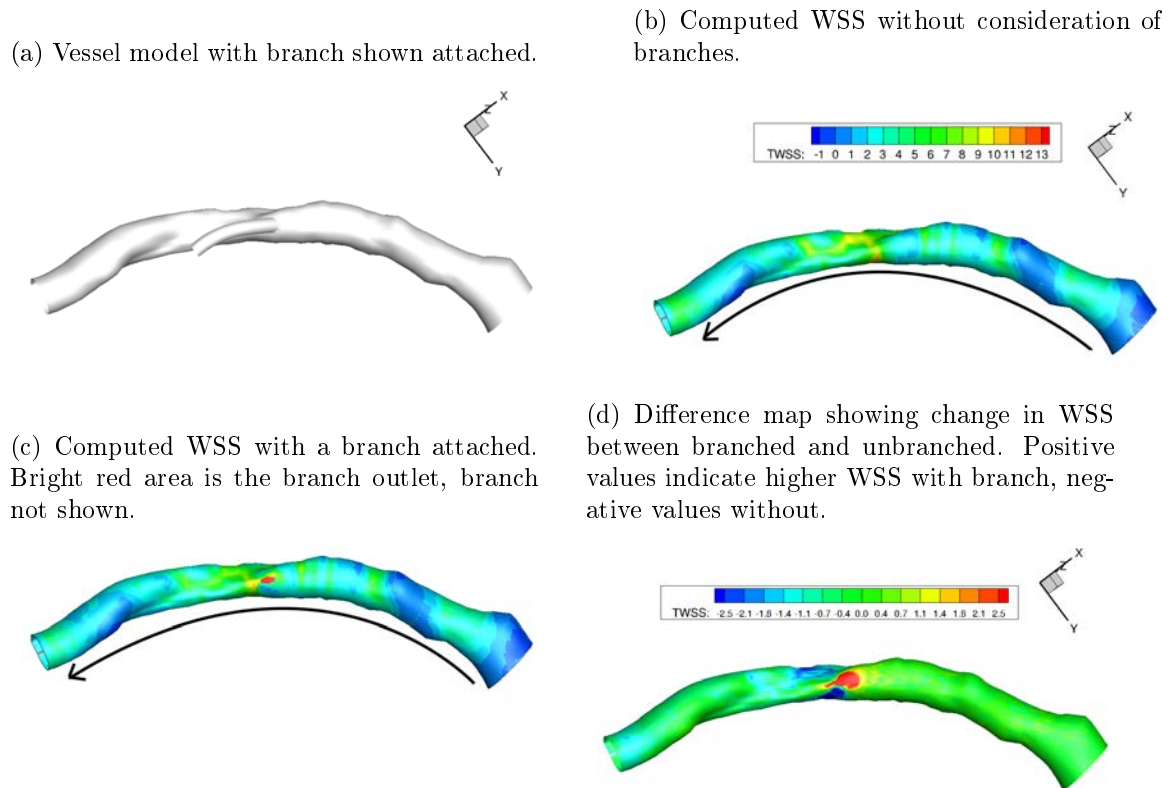 (a) Vessel model with branch shown attached.
X
Z
Y
(b) Computed WSS without consideration of
branches.
TWSS: -1 0 1 2 3 4 5 6 7 8 9 10 11 12 13
X
Z
Y
(c) Computed WSS with a branch attached.
Bright red area is the branch outlet, branch
not shown.
(d) Difference map showing change in WSS
between branched and unbranched. Positive
values indicate higher WSS with branch, neg-
ative values without.
TWSS: -2.5 -2.1 -1.8 -1.4 -1.1 -0.7 -0.4 0.0 0.4 0.7 1.1 1.4 1.8 2.1 2.5
X
Z
Y